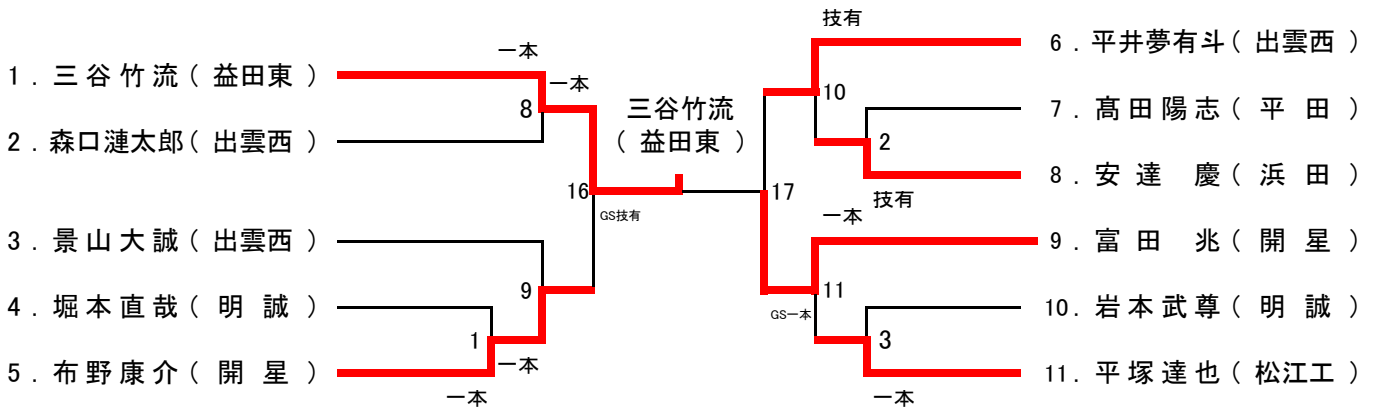 技有
6．平井夢有斗（ 出雲西 ）
一本
1．三谷竹流（ 益田東 ）
一本
8
10
三谷竹流
（ 益田東 ）
7．髙田陽志（ 平 田 ）
2．森口漣太郎（ 出雲西 ）
2
8．安達 慶（ 浜 田 ）
技有
16
17
GS技有
一本
3．景山大誠（ 出雲西 ）
9．富田 兆（ 開 星 ）
9
11
4．堀本直哉（ 明 誠 ）
GS一本
10．岩本武尊（ 明 誠 ）
1
3
一本
5．布野康介（ 開 星 ）
11．平塚達也（ 松江工 ）
一本
一本